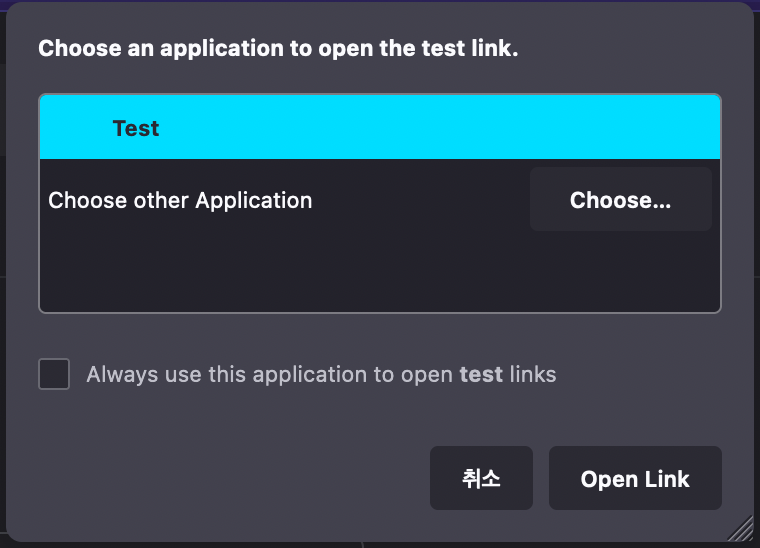 Choose an application to open the test link.
Test
Choose other Application
Choose...
Always use this application to open test links
취소
Open Link